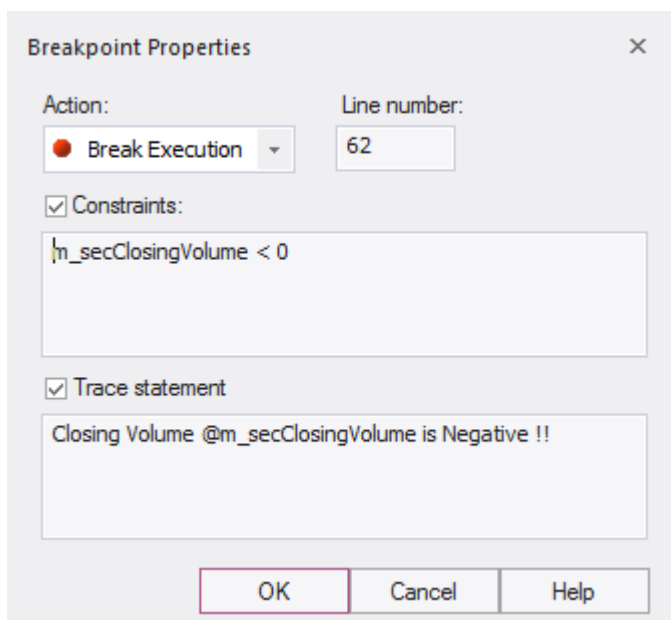 Breakpoint Properties
Action: Line number:
Break Execution 62
Constraints:
m_secClosingVolume < 0
Trace statement
Closing Volume @m_secClosingVolume is Negative !!
OK Cancel Help